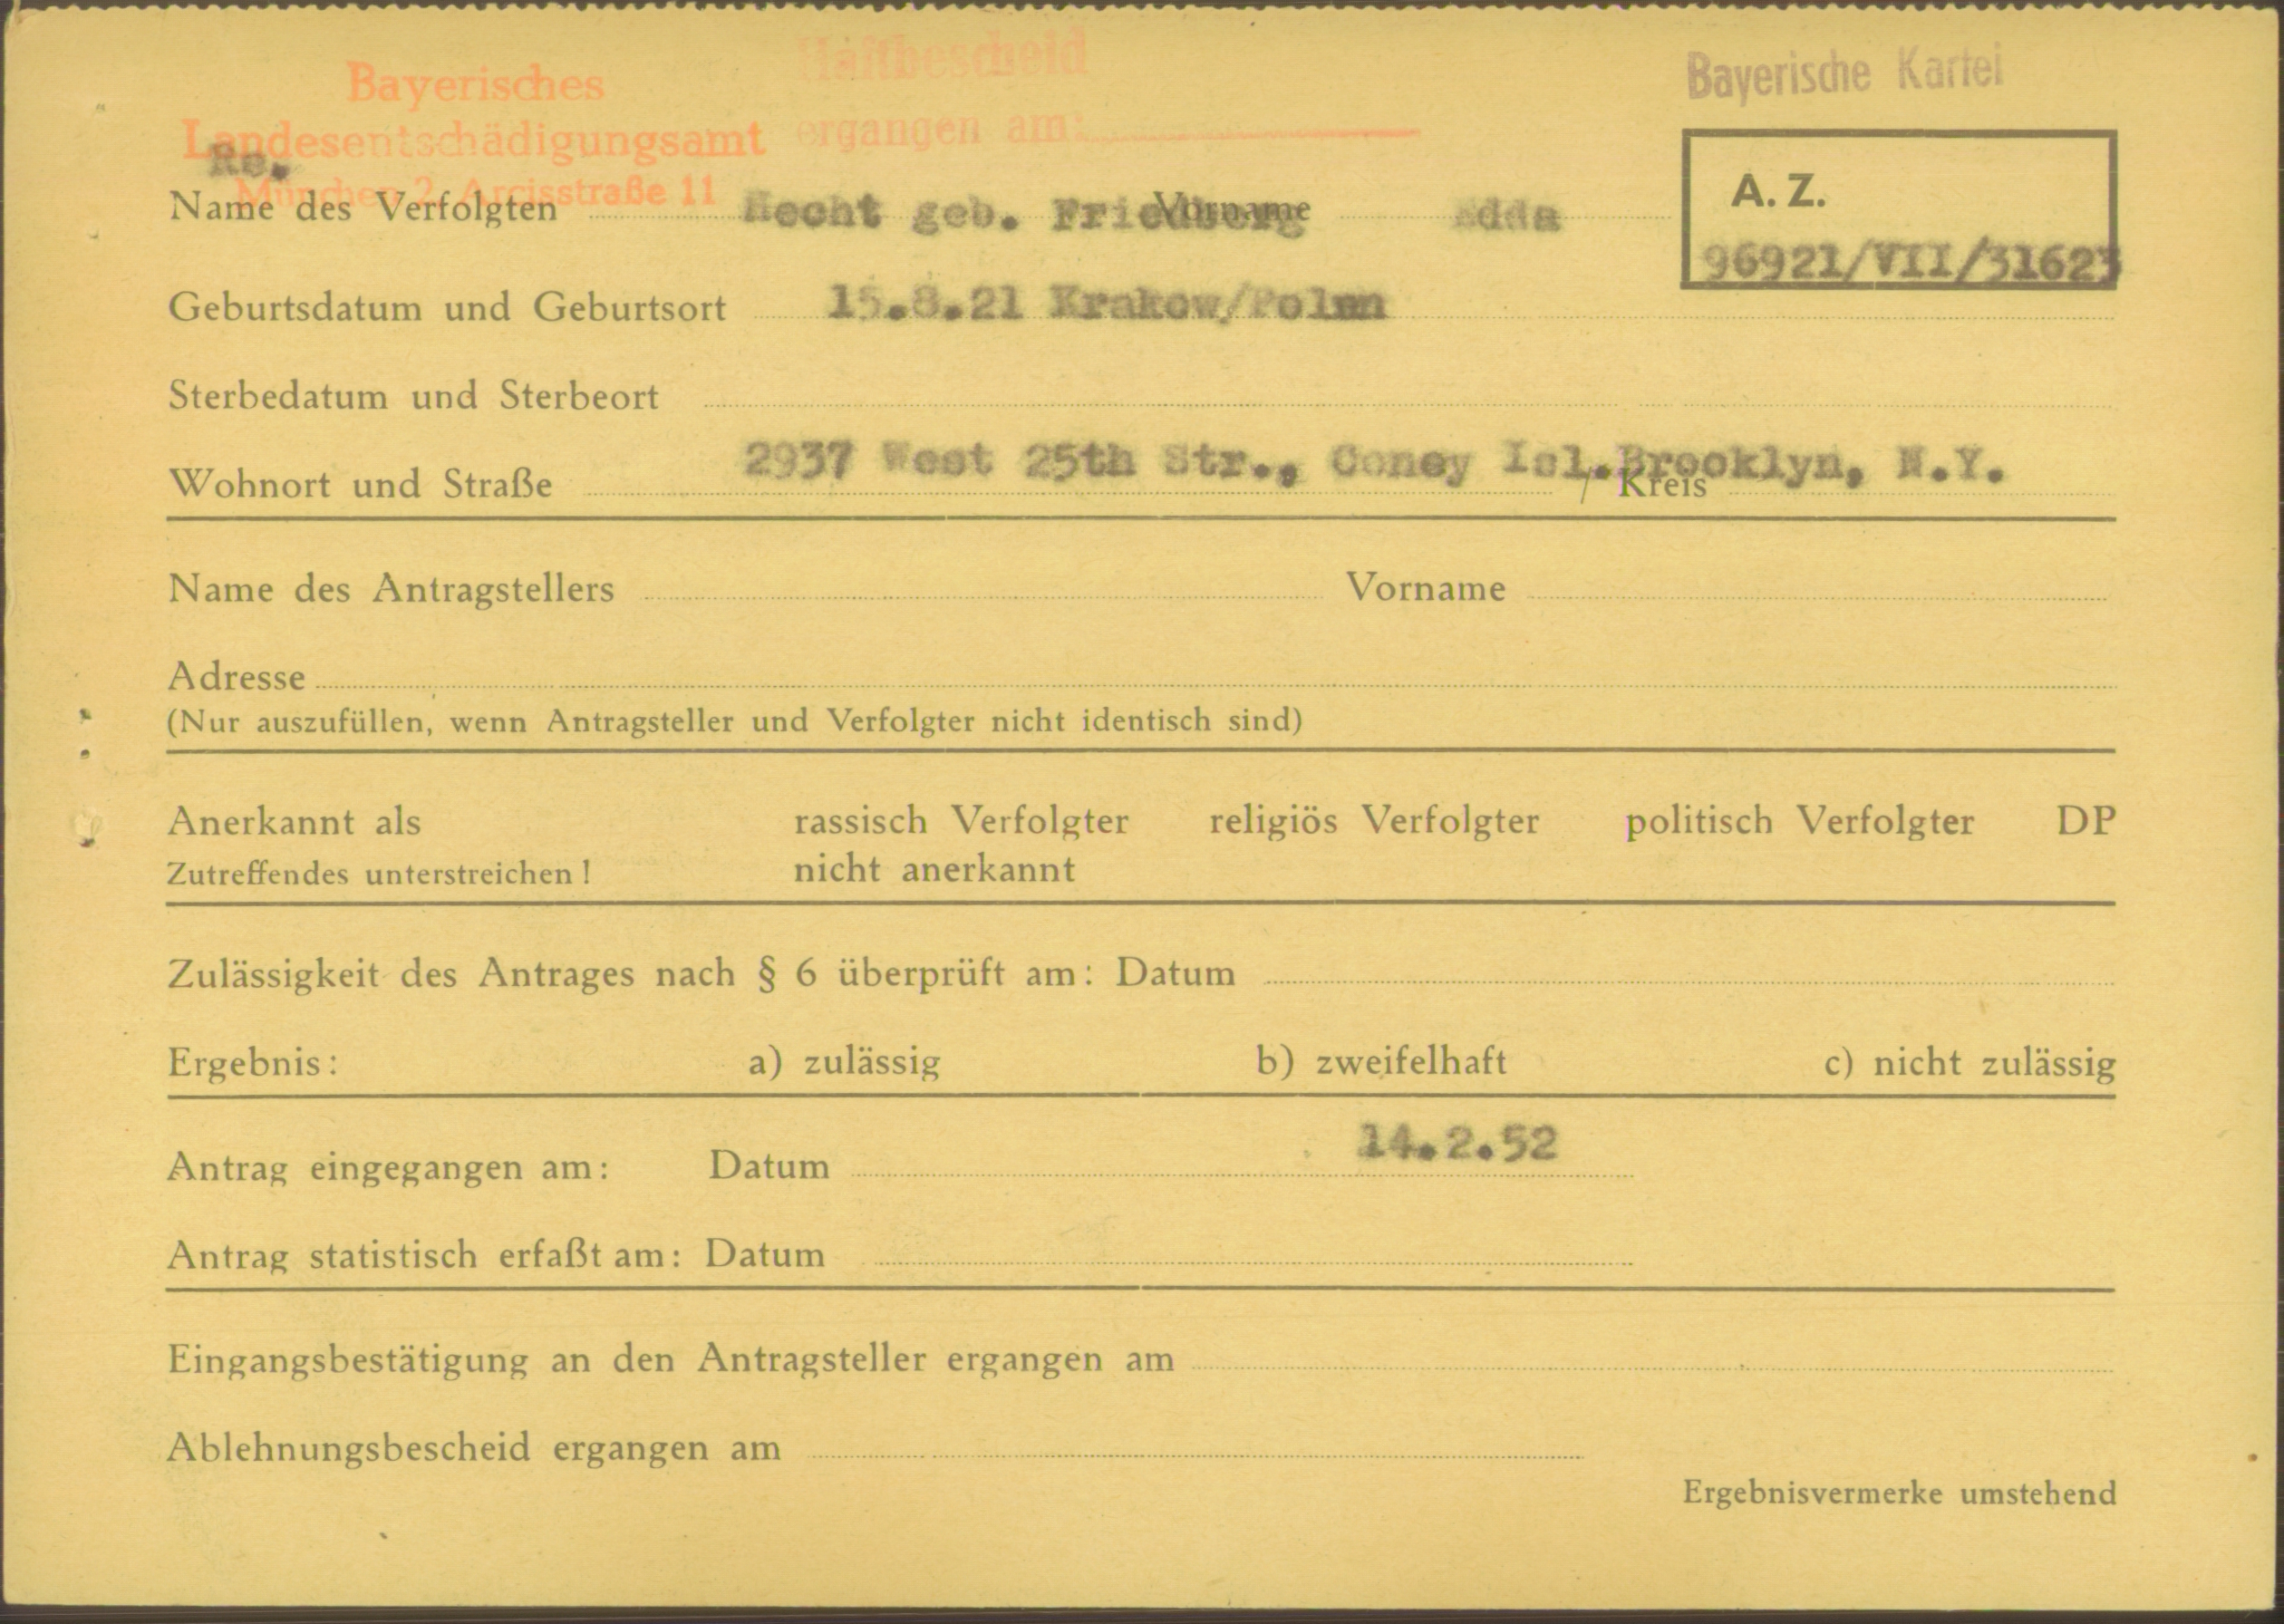 Bayerisches
Landesentschädigungsamt
München 2, Arcisstraße 11
Haftbescheid
ergangen am:
Bayerische Kartei
Re.
A. Z.
96921/VII/31623
Name des Verfolgten Hecht geb. Friedberg Vorname Edda
Geburtsdatum und Geburtsort 15.8.21 Krakow/Polen
Sterbedatum und Sterbeort
Wohnort und Straße 2937 West 25th Str., Coney Isl. Brooklyn, N.Y. / Kreis
Name des Antragstellers Vorname
Adresse
(Nur auszufüllen, wenn Antragsteller und Verfolgter nicht identisch sind)
Anerkannt als rassisch Verfolgter religiös Verfolgter politisch Verfolgter DP
Zutreffendes unterstreichen! nicht anerkannt
Zulässigkeit des Antrages nach § 6 überprüft am: Datum
Ergebnis: a) zulässig b) zweifelhaft c) nicht zulässig
Antrag eingegangen am: Datum 14.2.52
Antrag statistisch erfaßt am: Datum
Eingangsbestätigung an den Antragsteller ergangen am
Ablehnungsbescheid ergangen am
Ergebnisvermerke umstehend